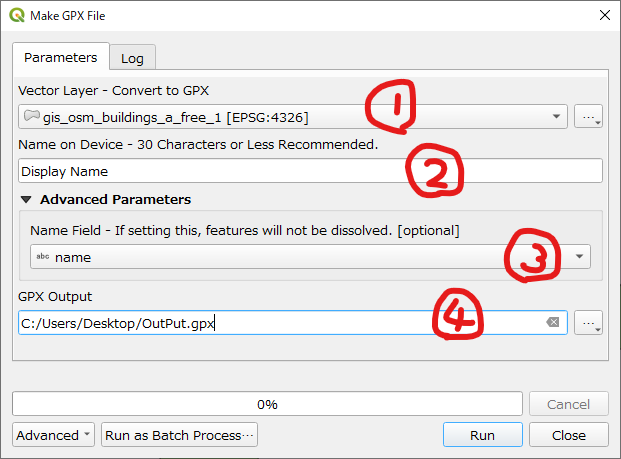 Make GPX File
Parameters Log
Vector Layer - Convert to GPX
1
gis_osm_buildings_a_free_1 [EPSG:4326]
...
Name on Device - 30 Characters or Less Recommended.
2
Display Name
Advanced Parameters
Name Field - If setting this, features will not be dissolved. [optional]
abc name
3
GPX Output
4
C:/Users/Desktop/OutPut.gpx
...
0%
Cancel
Advanced Run as Batch Process… Run Close